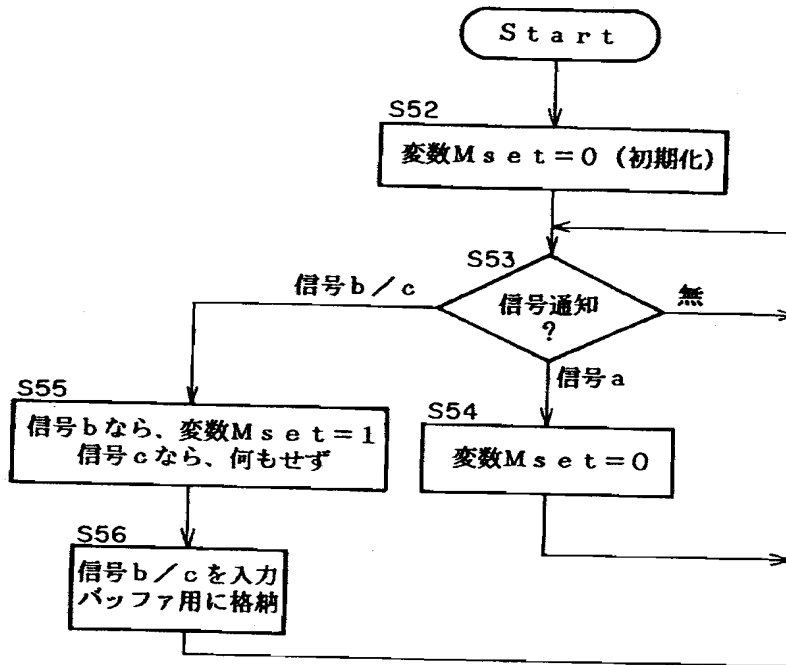 Start
S52
変数Mset=0(初期化)
S53
信号b/c
信号通知
?
無
信号a
S55
信号bなら、変数Mset=1
信号cなら、何もせず
S54
変数Mset=0
S56
信号b/cを入力
バッファ用に格納